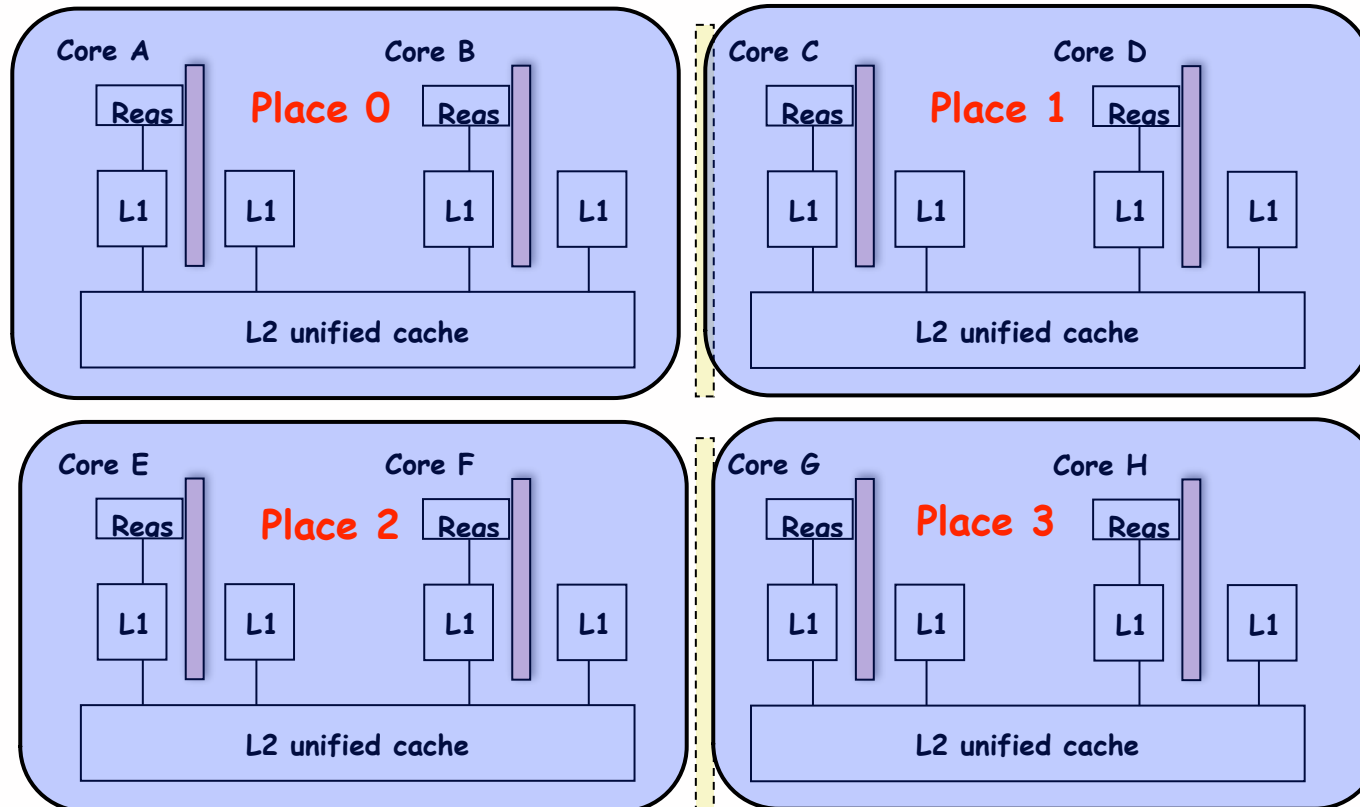 Core A Core B
Place 0
Regs Regs
L1 L1 L1 L1
L2 unified cache
Core C Core D
Place 1
Regs Regs
L1 L1 L1 L1
L2 unified cache
Core E Core F
Place 2
Regs Regs
L1 L1 L1 L1
L2 unified cache
Core G Core H
Place 3
Regs Regs
L1 L1 L1 L1
L2 unified cache